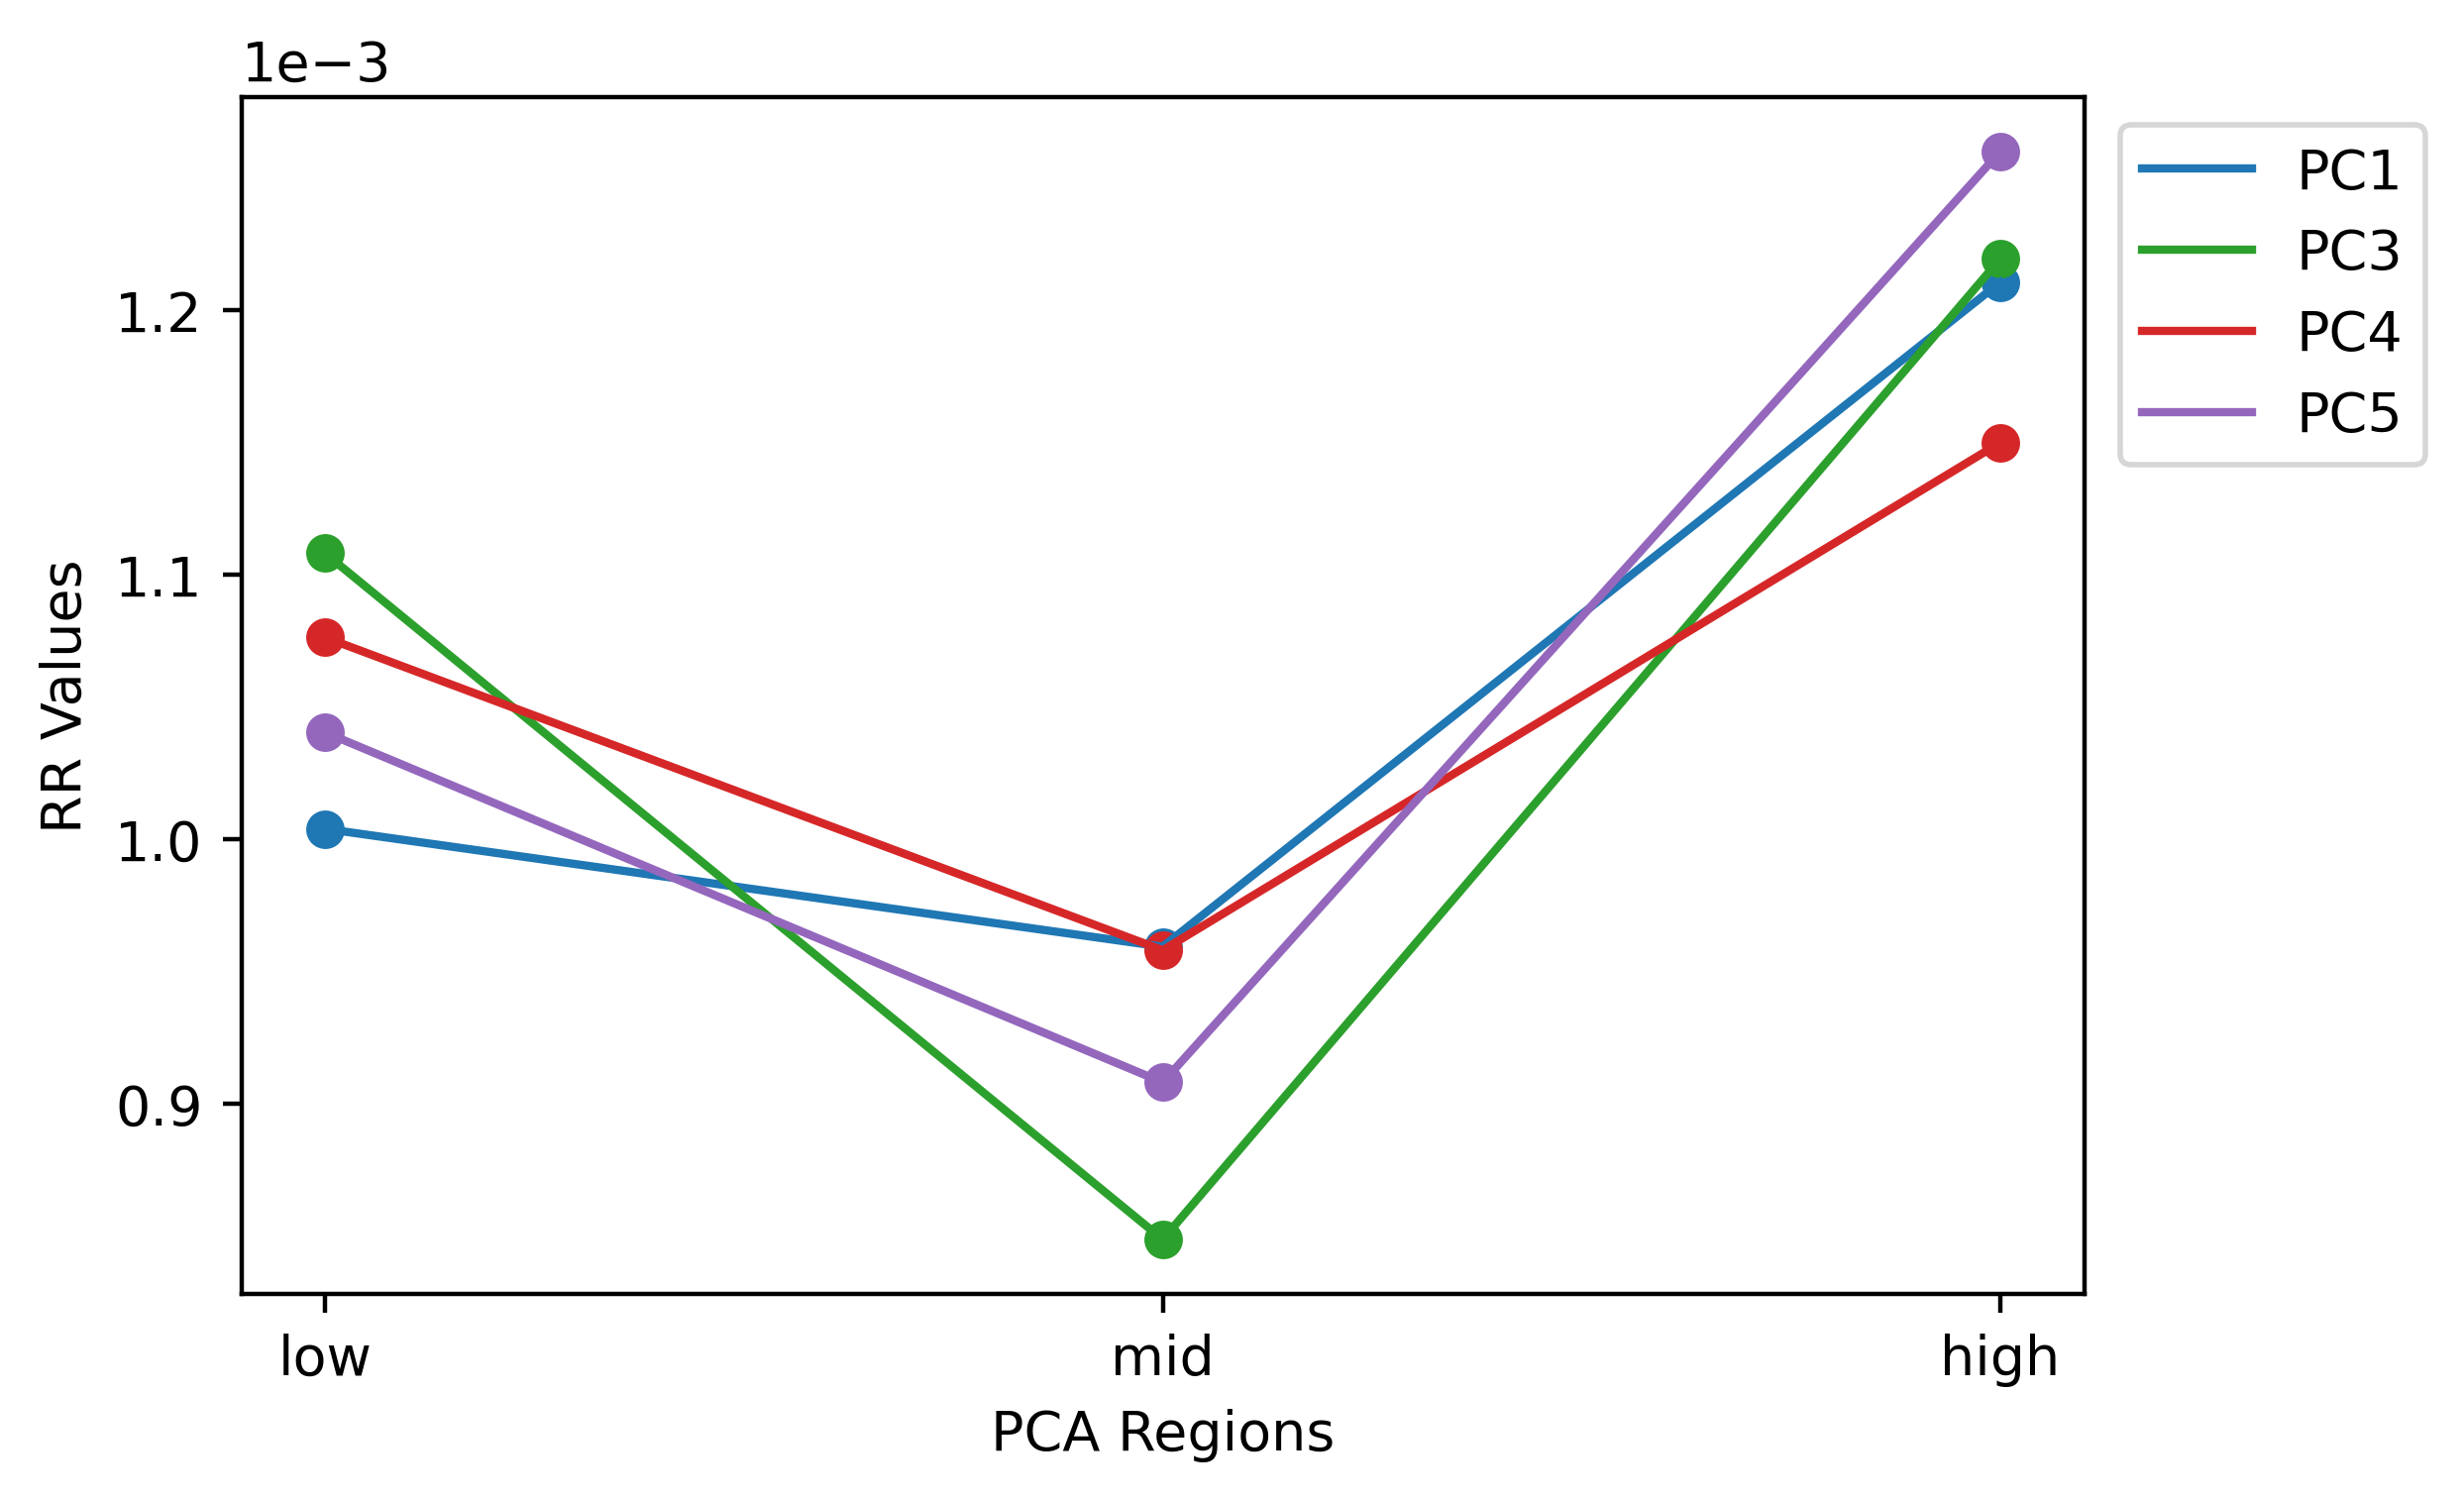 1e−3
1.2
1.1
1.0
0.9
RR Values
low
mid
high
PCA Regions
PC1
PC3
PC4
PC5